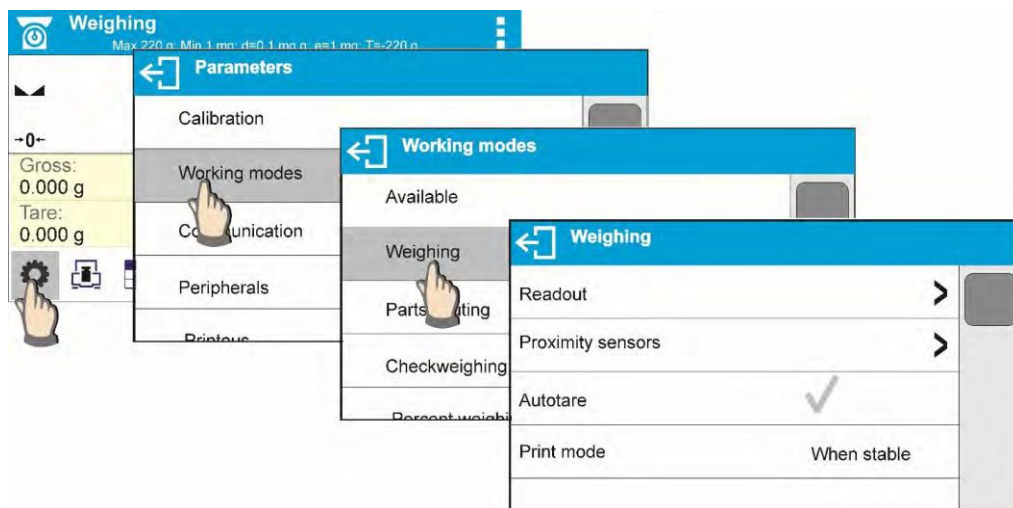 Weighing
Max 220 g: Min 1 mg: d=0.1 mg g: e=1 mg: T=-220 g
→0←
Gross:
0.000 g
Tare:
0.000 g
Parameters
Calibration
Working modes
Peripherals
Working modes
Available
Weighing
Parts
Checkweighing
Percent
Weighing
Readout
Proximity sensors
Autotare
Print mode When stable